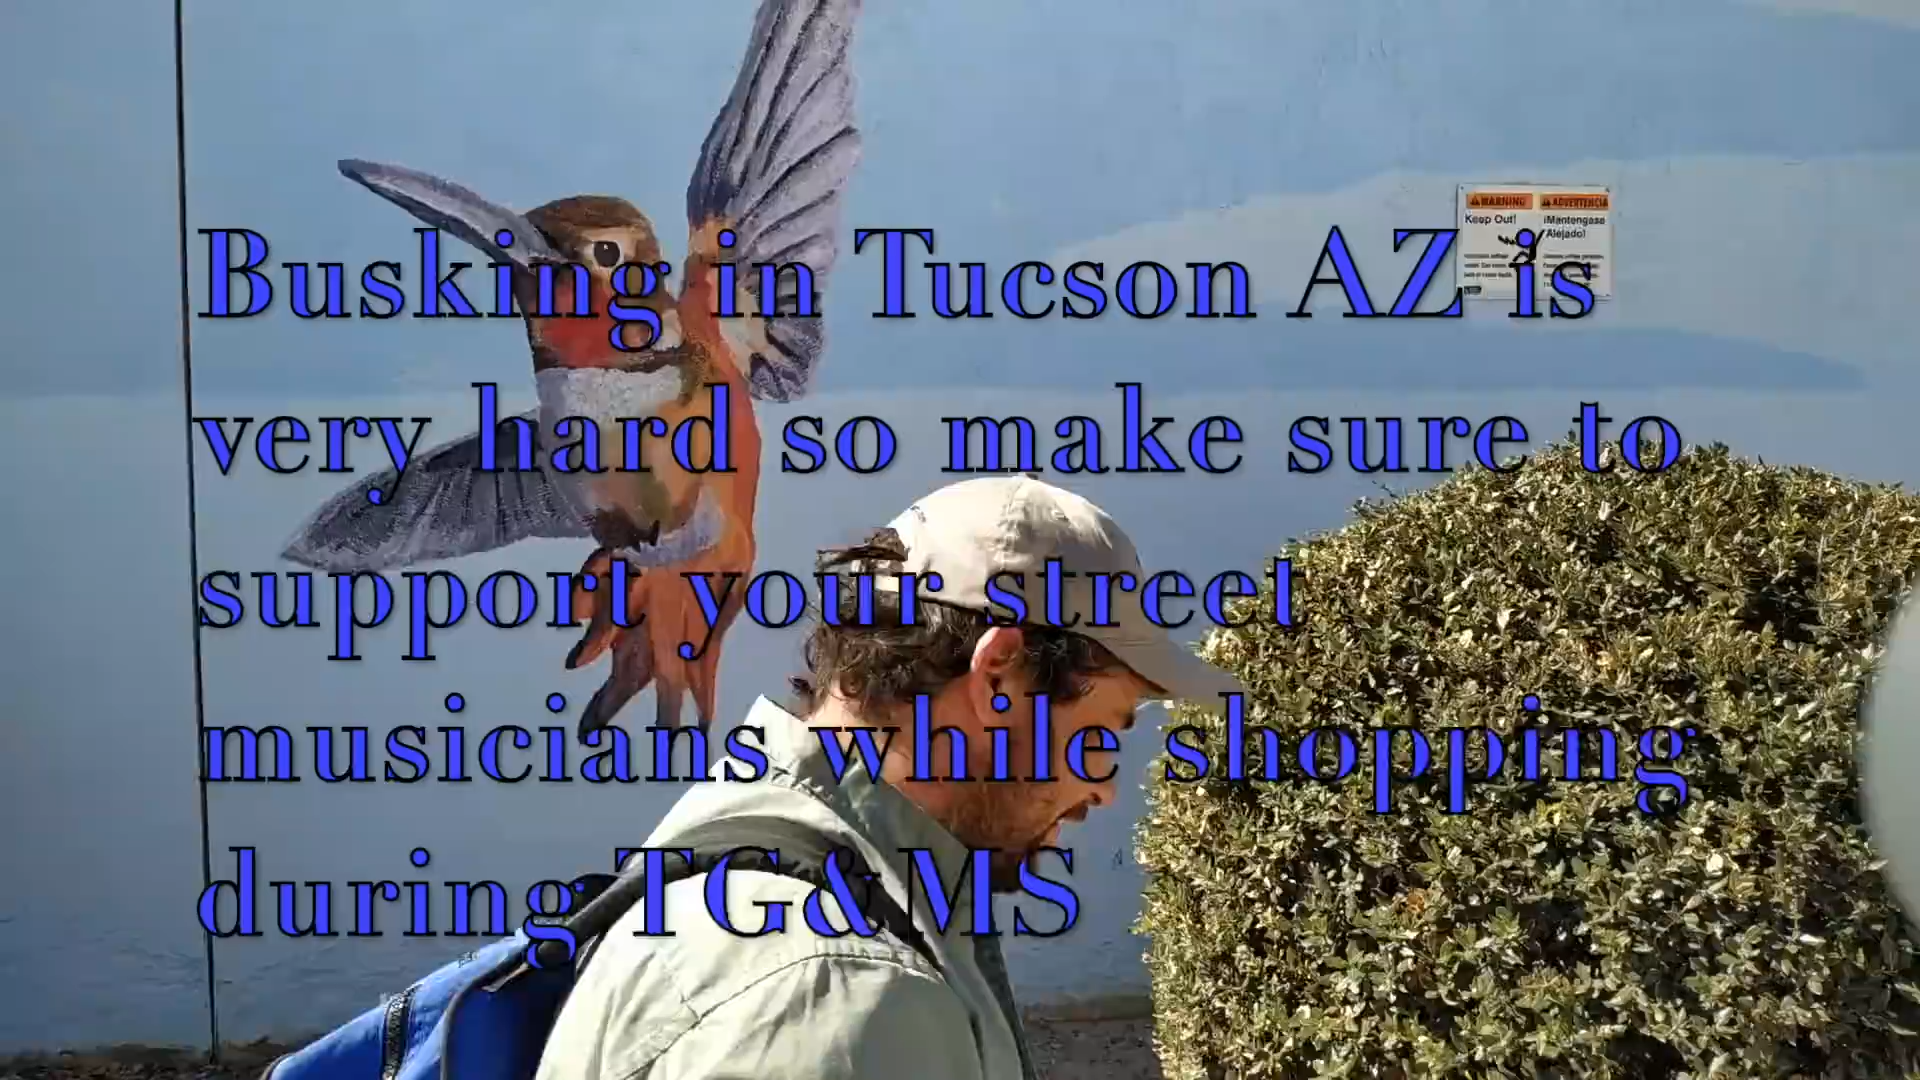 Busking in Tucson AZ is
very hard so make sure to
support your street
musicians while shopping
during TG&MS
WARNING
Keep Out!
ADVERTENCIA
¡Mantengase
Alejado!